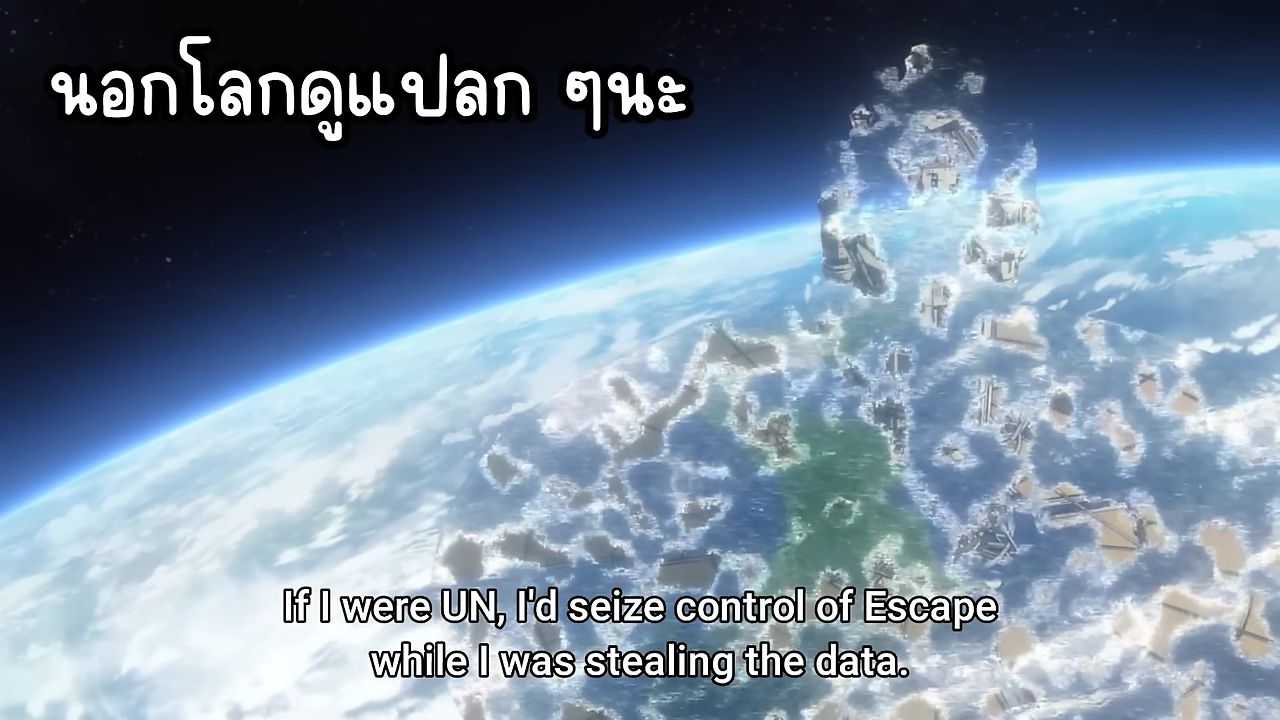 นอกโลกดูแปลก ๆนะ
If I were UN, I'd seize control of Escape
while I was stealing the data.